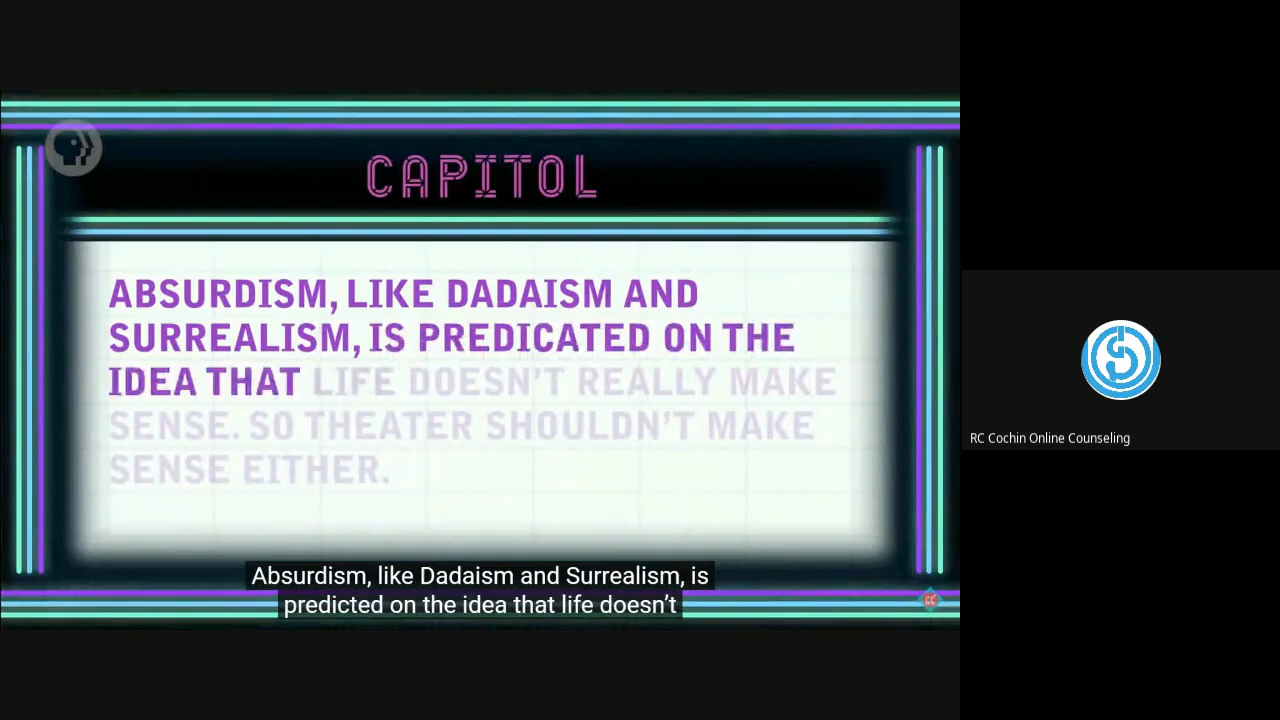 CAPITOL
ABSURDISM, LIKE DADAISM AND
SURREALISM, IS PREDICATED ON THE
IDEA THAT LIFE DOESN'T REALLY MAKE
SENSE. SO THEATER SHOULDN'T MAKE
SENSE EITHER.
Absurdism, like Dadaism and Surrealism, is
predicted on the idea that life doesn't
CC
RC Cochin Online Counseling